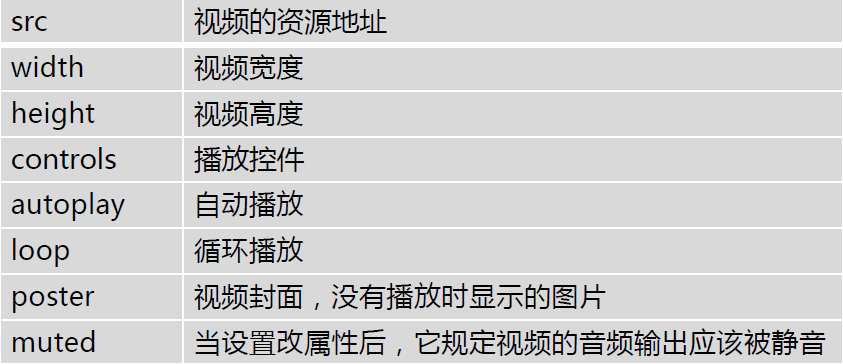 src 视频的资源地址
width 视频宽度
height 视频高度
controls 播放控件
autoplay 自动播放
loop 循环播放
poster 视频封面，没有播放时显示的图片
muted 当设置改属性后，它规定视频的音频输出应该被静音